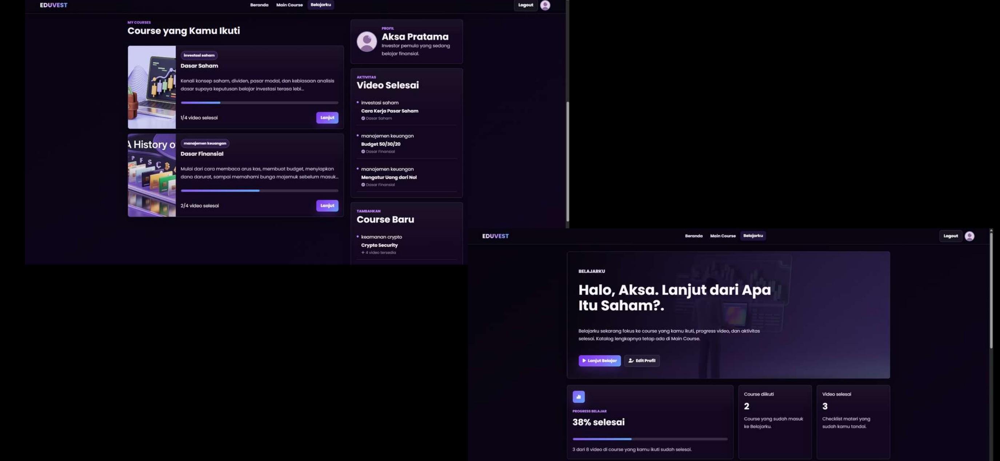 EDUVEST
Beranda Main Course Belajarku
Logout
MY COURSES
Course yang Kamu Ikuti
investasi saham
Dasar Saham
Kenali konsep saham, dividen, pasar modal, dan kebiasaan analisis
dasar supaya keputusan belajar investasi terasa lebi...
1/4 video selesai
Lanjut
A History o
P F S C $
manajemen keuangan
Dasar Finansial
Mulai dari cara membaca arus kas, membuat budget, menyiapkan
dana darurat, sampai memahami bunga majemuk sebelum masuk...
2/4 video selesai
Lanjut
PROFIL
Aksa Pratama
Investor pemula yang sedang
belajar finansial.
AKTIVITAS
Video Selesai
investasi saham
Cara Kerja Pasar Saham
Dasar Saham
manajemen keuangan
Budget 50/30/20
Dasar Finansial
manajemen keuangan
Mengatur Uang dari Nol
Dasar Finansial
TAMBAHKAN
Course Baru
keamanan crypto
Crypto Security
+ 4 video tersedia
EDUVEST
Beranda Main Course Belajarku
Logout
BELAJARKU
Halo, Aksa. Lanjut dari Apa
Itu Saham?.
Belajarku sekarang fokus ke course yang kamu ikuti, progress video, dan aktivitas
selesai. Katalog lengkapnya tetap ada di Main Course.
Lanjut Belajar
Edit Profil
PROGRESS BELAJAR
38% selesai
3 dari 8 video di course yang kamu ikuti sudah selesai.
Course diikuti
2
Course yang sudah masuk
ke Belajarku.
Video selesai
3
Checklist materi yang
sudah kamu tandai.